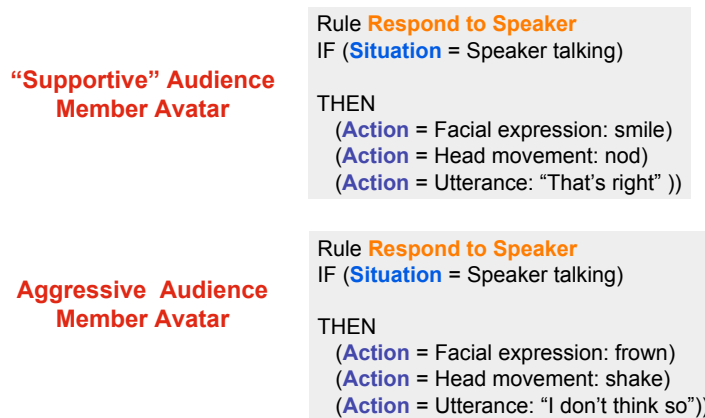 “Supportive” Audience
Member Avatar
Rule Respond to Speaker
IF (Situation = Speaker talking)
THEN
(Action = Facial expression: smile)
(Action = Head movement: nod)
(Action = Utterance: “That’s right” ))
Aggressive  Audience
Member Avatar
Rule Respond to Speaker
IF (Situation = Speaker talking)
THEN
(Action = Facial expression: frown)
(Action = Head movement: shake)
(Action = Utterance: “I don’t think so”))